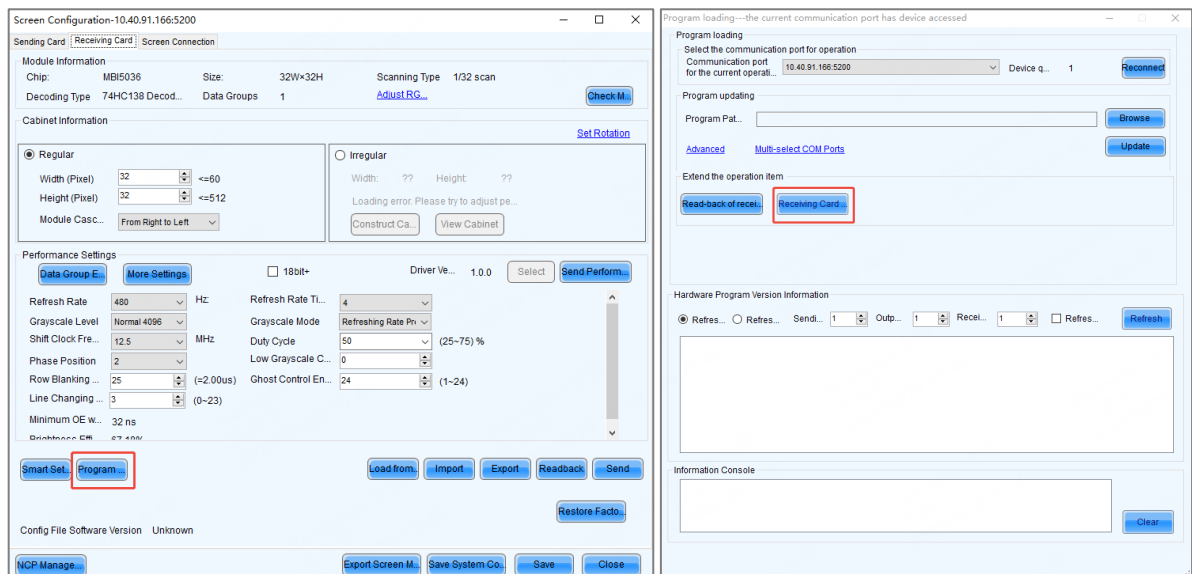 Screen Configuration-10.40.91.166:5200
Sending Card Receiving Card Screen Connection
Module Information
Chip: MBI5036 Size: 32W×32H Scanning Type 1/32 scan
Decoding Type 74HC138 Decod... Data Groups 1 Adjust RG... Check M...
Cabinet Information
Set Rotation
Regular
Width (Pixel) 32 <=60
Height (Pixel) 32 <=512
Module Casc... From Right to Left
Irregular
Width: ?? Height: ??
Loading error. Please try to adjust pe...
Construct Ca... View Cabinet
Performance Settings
Data Group E... More Settings 18bit+ Driver Ve... 1.0.0 Select Send Perform...
Refresh Rate 480 Hz: Refresh Rate Ti... 4
Grayscale Level Normal 4096 Grayscale Mode Refreshing Rate Pri
Shift Clock Fre... 12.5 MHz Duty Cycle 50 (25~75) %
Phase Position 2 Low Grayscale C... 0
Row Blanking ... 25 (=2.00us) Ghost Control En... 24 (1~24)
Line Changing ... 3 (0~23)
Minimum OE w... 32 ns
Brightness Effi... 67.19%
Smart Set... Program ... Load from... Import Export Readback Send
Restore Facto...
Config File Software Version Unknown
NCP Manage... Export Screen M... Save System Co... Save Close
Program loading---the current communication port has device accessed
Program loading
Select the communication port for operation
Communication port
for the current operati... 10.40.91.166:5200 Device q... 1 Reconnect
Program updating
Program Pat... Browse
Advanced Multi-select COM Ports Update
Extend the operation item
Read-back of recei... Receiving Card ...
Hardware Program Version Information
Refres... Refres... Sendi... 1 Outp... 1 Recei... 1 Refres... Refresh
Information Console
Clear